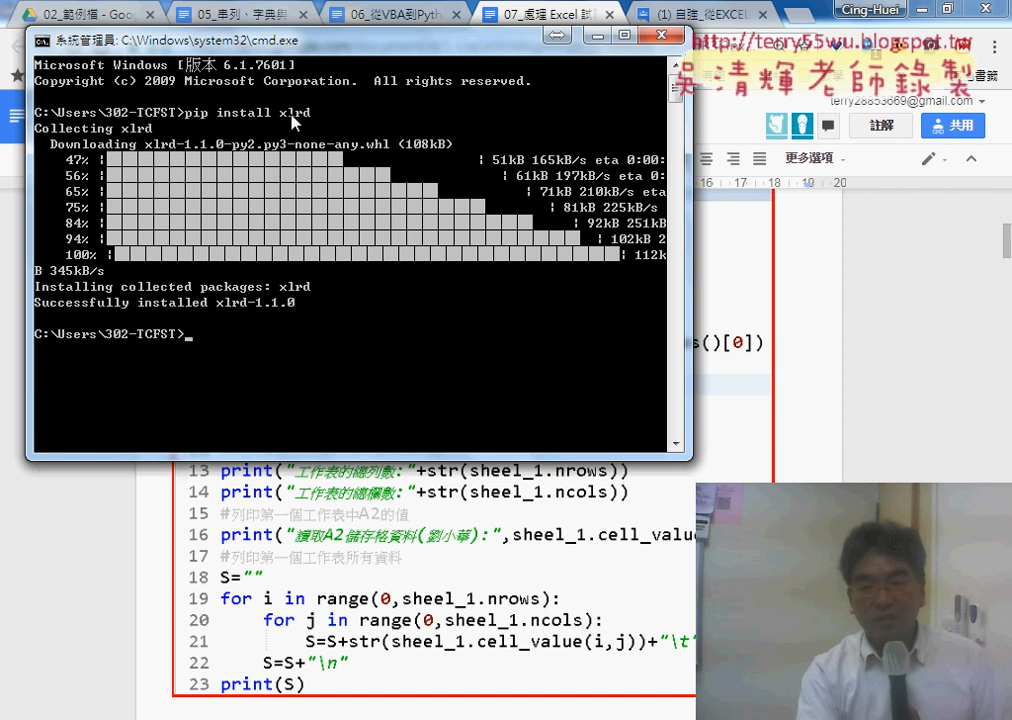 02_範例檔 - Goo
05_串列、字典與
06_從VBA到Pyth
07_處理 Excel 試
(1) 自強_從EXCEL
Cing-Huei
系統管理員: C:\Windows\system32\cmd.exe
http://terry55wu.blogspot.tw
吳清輝老師錄製
書籤
terry28853669@gmail.com
註解
共用
更多選項
16 17 18 19 20
Microsoft Windows [版本 6.1.7601]
Copyright (c) 2009 Microsoft Corporation.  All rights reserved.
C:\Users\302-TCFST>pip install xlrd
Collecting xlrd
Downloading xlrd-1.1.0-py2.py3-none-any.whl (108kB)
47% | | 51kB 165kB/s eta 0:00:
56% | | 61kB 197kB/s eta 0:
65% | | 71kB 210kB/s eta
75% | | 81kB 225kB/s
84% | | 92kB 251kB
94% | | 102kB 2
100% | | 112k
B 345kB/s
Installing collected packages: xlrd
Successfully installed xlrd-1.1.0
C:\Users\302-TCFST>
s()[0])
13 print("工作表的總列數:"+str(sheel_1.nrows))
14 print("工作表的總欄數:"+str(sheel_1.ncols))
15 #列印第一個工作表中A2的值
16 print("讀取A2儲存格資料(劉小華):",sheel_1.cell_valu
17 #列印第一個工作表所有資料
18 S=""
19 for i in range(0,sheel_1.nrows):
20 for j in range(0,sheel_1.ncols):
21 S=S+str(sheel_1.cell_value(i,j))+"\t"
22 S=S+"\n"
23 print(S)